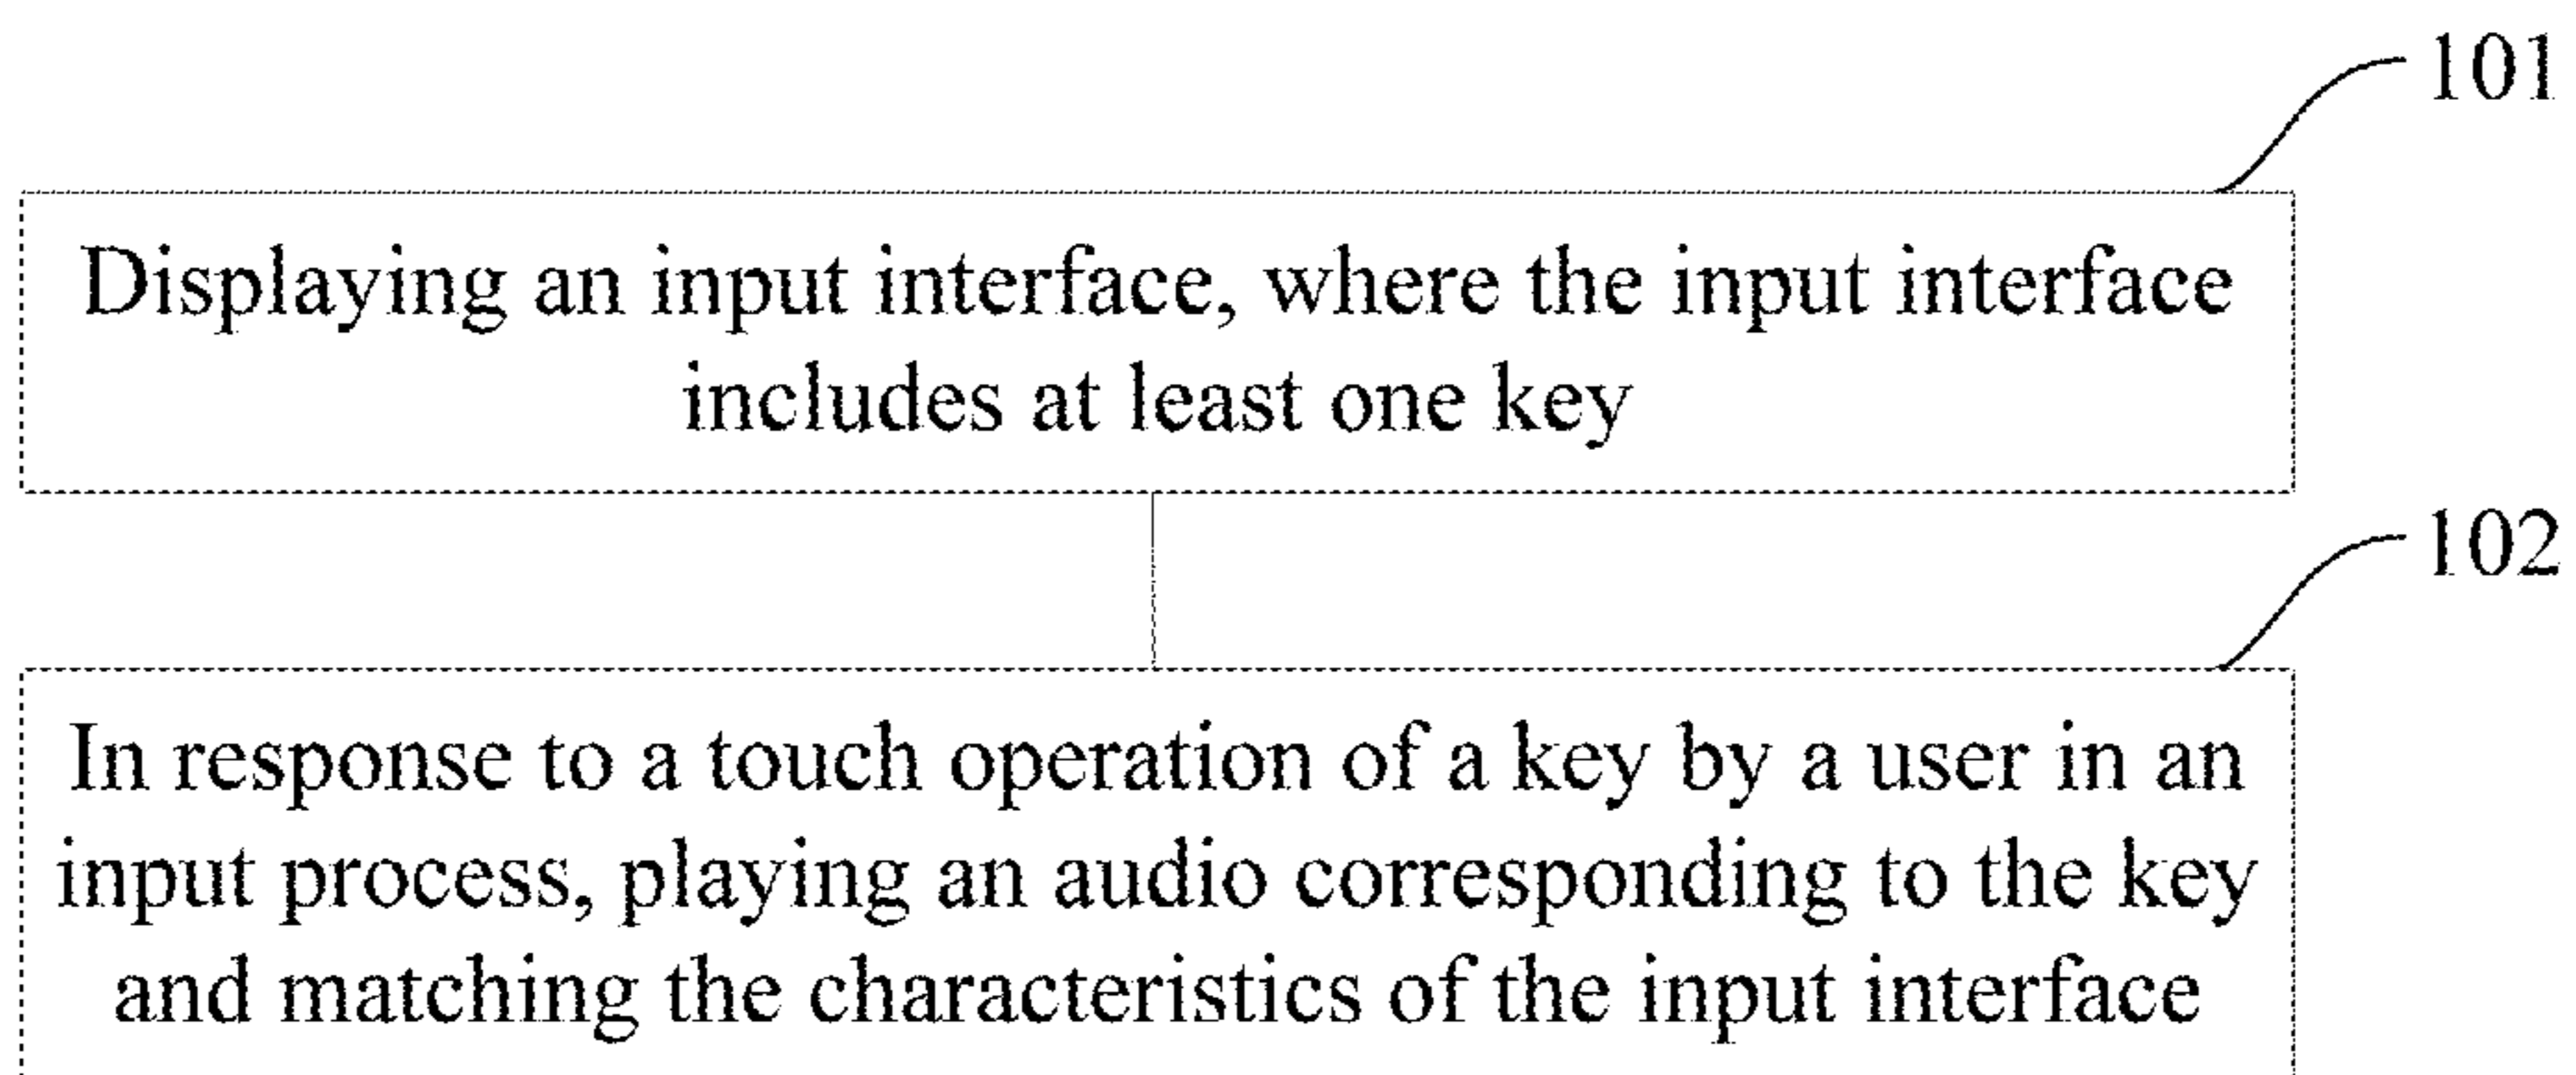 101
Displaying an input interface, where the input interface
includes at least one key
102
In response to a touch operation of a key by a user in an
input process, playing an audio corresponding to the key
and matching the characteristics of the input interface